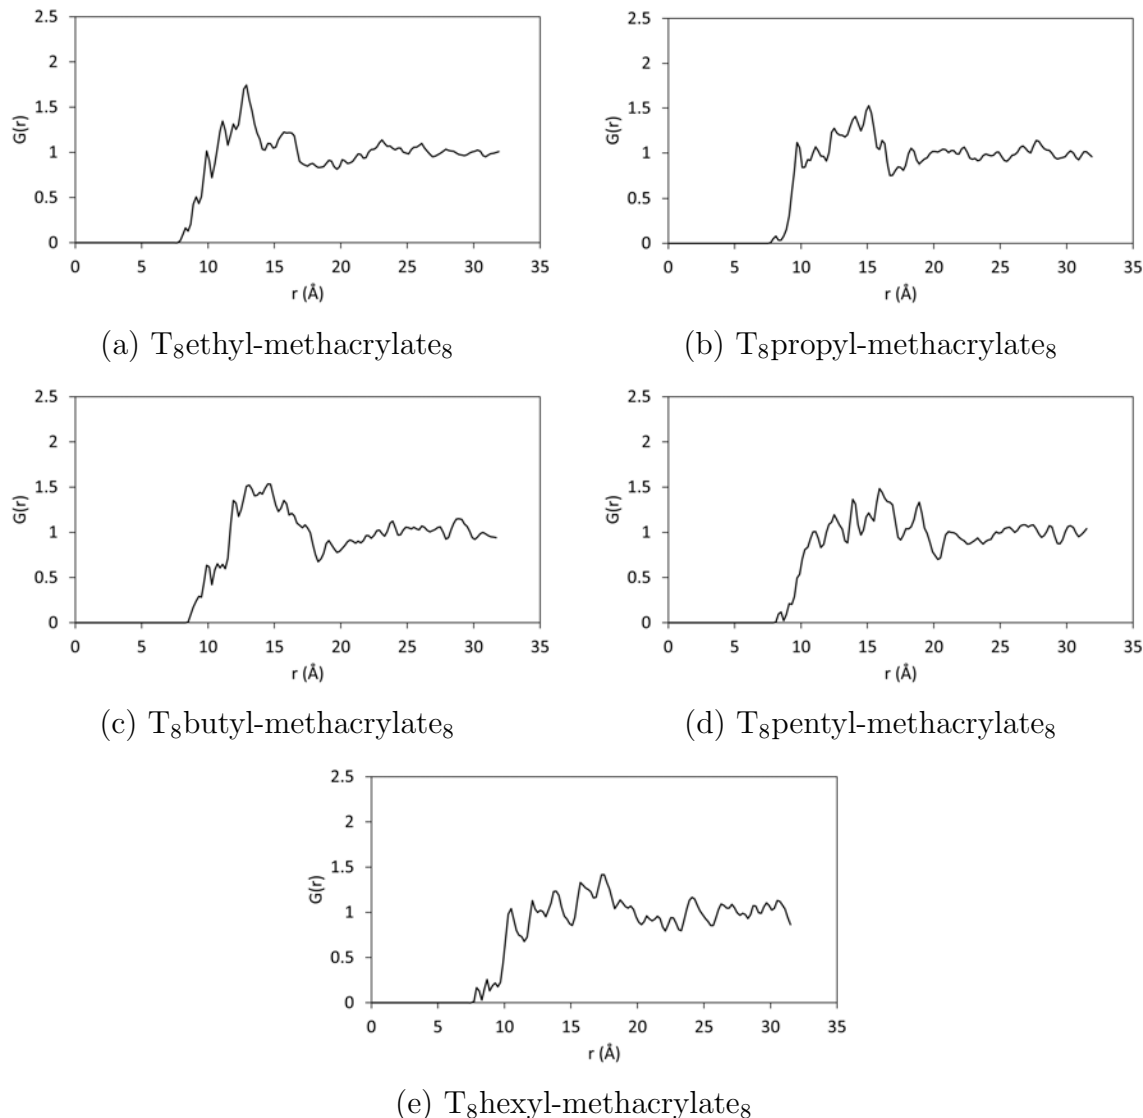 2.5
2
1.5
1
0.5
0
G(r)
0 5 10 15 20 25 30 35
r (Å)
(a) T₈ethyl-methacrylate₈
2.5
2
1.5
1
0.5
0
G(r)
0 5 10 15 20 25 30 35
r (Å)
(b) T₈propyl-methacrylate₈
2.5
2
1.5
1
0.5
0
G(r)
0 5 10 15 20 25 30 35
r (Å)
(c) T₈butyl-methacrylate₈
2.5
2
1.5
1
0.5
0
G(r)
0 5 10 15 20 25 30 35
r (Å)
(d) T₈pentyl-methacrylate₈
2.5
2
1.5
1
0.5
0
G(r)
0 5 10 15 20 25 30 35
r (Å)
(e) T₈hexyl-methacrylate₈